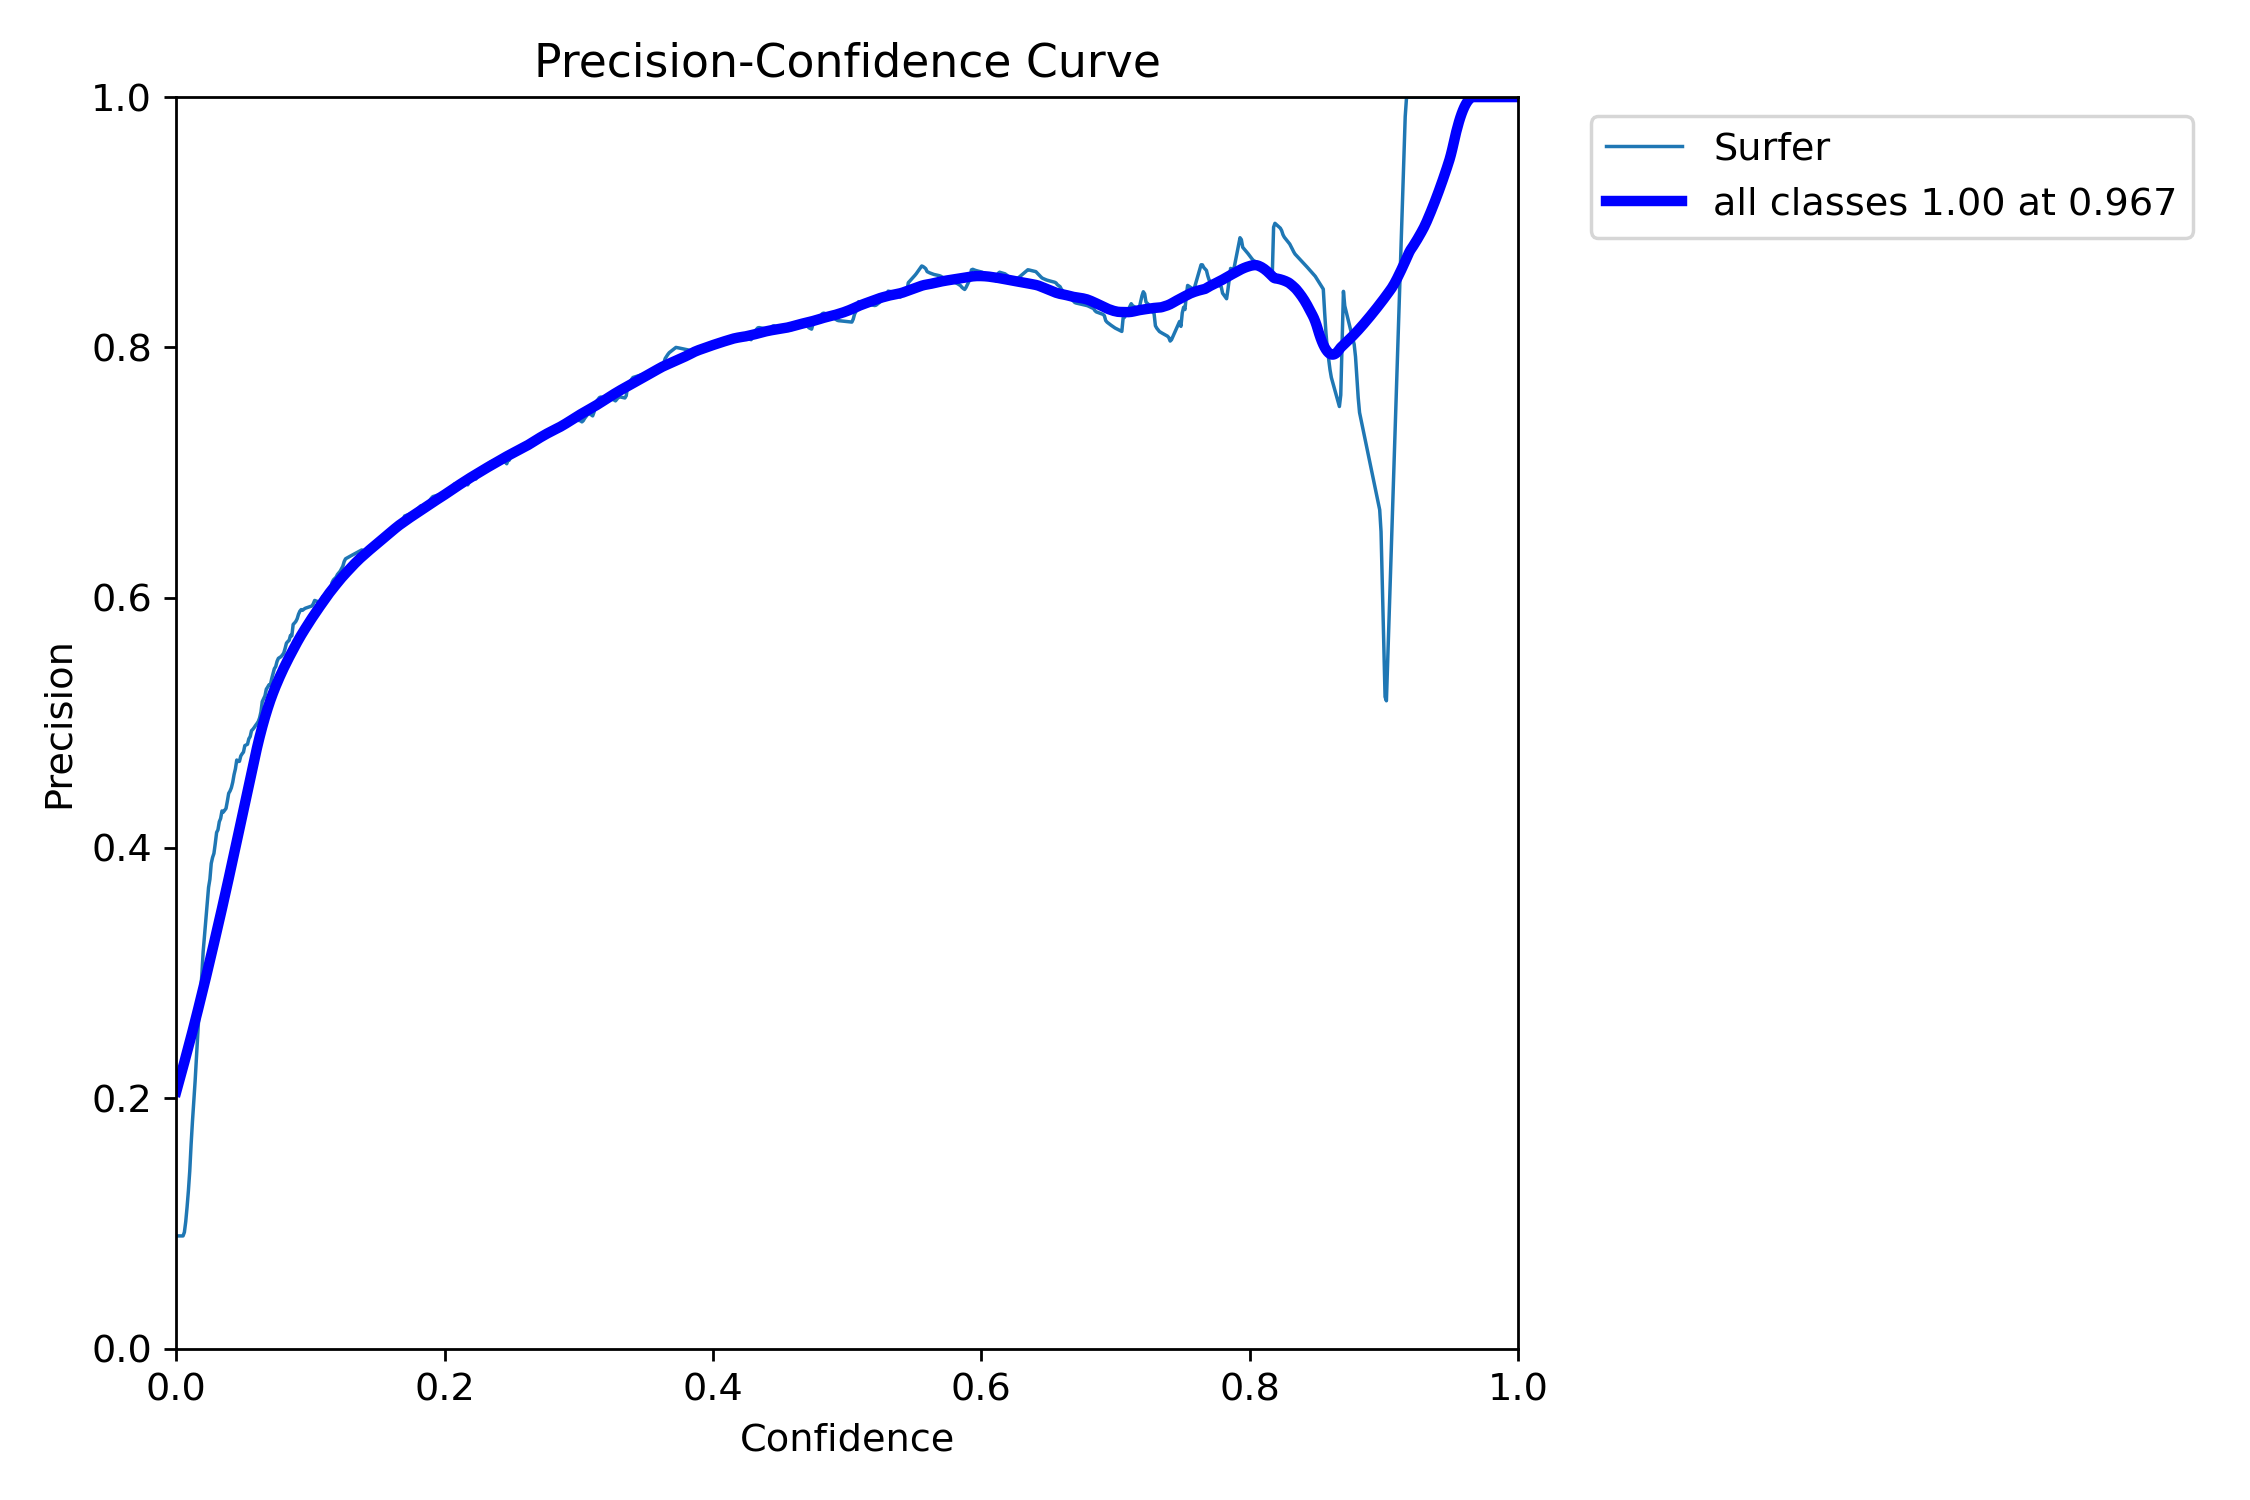 Precision-Confidence Curve
1.0
0.8
0.6
0.4
0.2
0.0
Precision
0.0 0.2 0.4 0.6 0.8 1.0
Confidence
Surfer
all classes 1.00 at 0.967